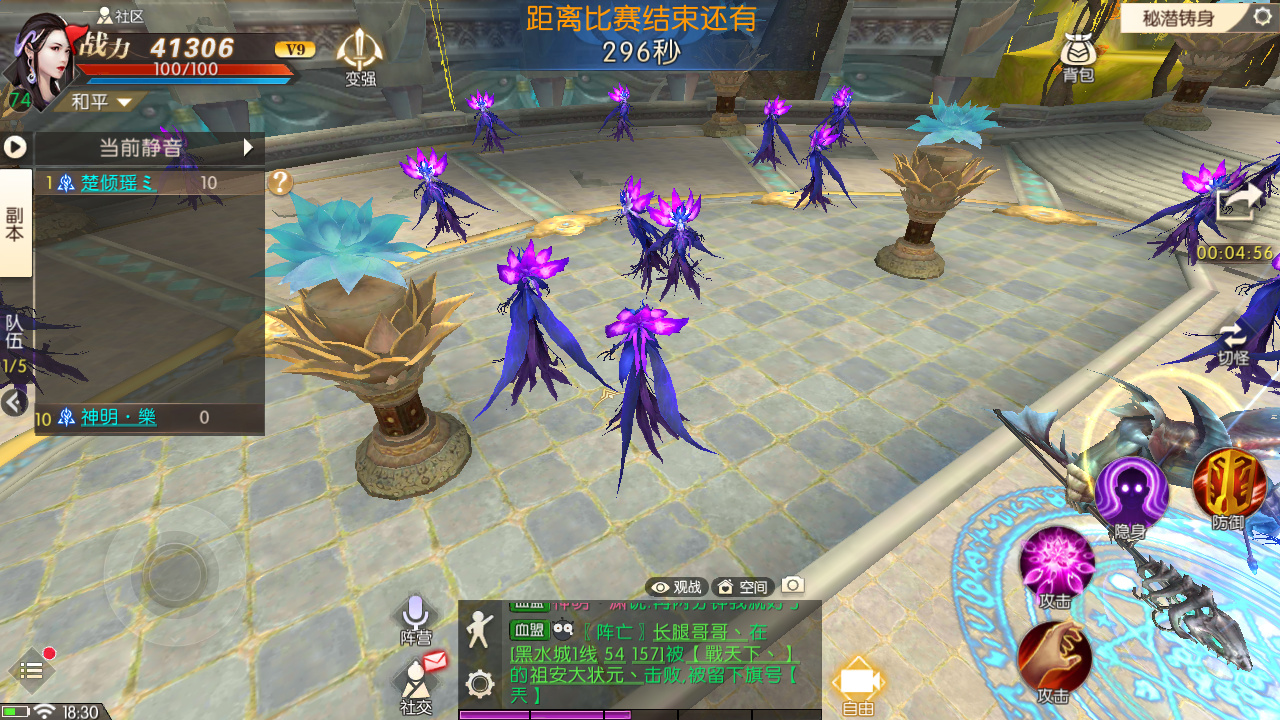 社区
距离比赛结束还有
296秒
秘潜铸身
战力 41306
V9
100/100
变强
背包
74
和平
当前静音
1 楚倾瑶ミ 10
?
副本
00:04:56
队伍
1/5
切怪
10 神明·樂 0
隐身
防御
攻击
观战
空间
阵营
血盟 〖阵亡〗长腿哥哥、在
[黑水城1线 54 157]被【戰天下丶】
的祖安大状元、击败,被留下旗号【
攻击
社交
自由
18:30